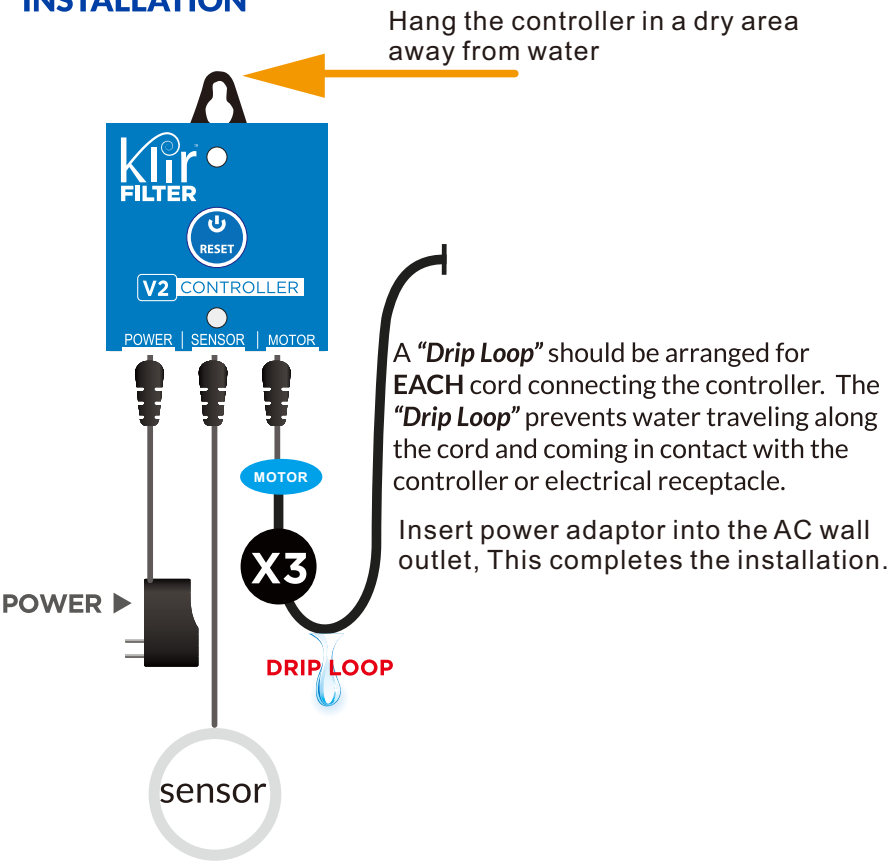 INSTALLATION
Hang the controller in a dry area
away from water
klir
™
FILTER
RESET
V2 CONTROLLER
POWER | SENSOR | MOTOR
A “Drip Loop” should be arranged for
EACH cord connecting the controller. The
“Drip Loop” prevents water traveling along
the cord and coming in contact with the
controller or electrical receptacle.
MOTOR
Insert power adaptor into the AC wall
outlet, This completes the installation.
X3
POWER
DRIP LOOP
sensor